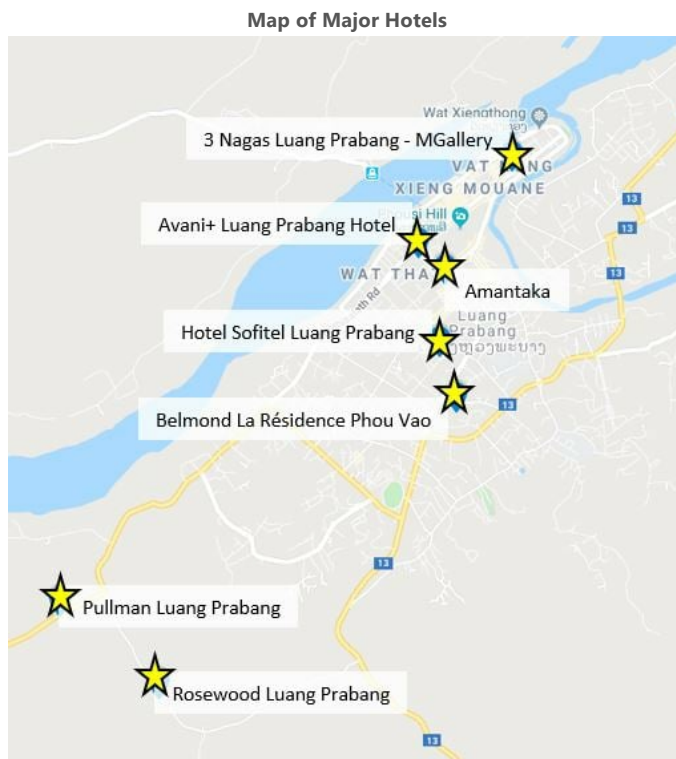 Map of Major Hotels
Wat Xiengthong
3 Nagas Luang Prabang - MGallery
VAT
XIENG MOUANE
13
Hill
Avani+ Luang Prabang Hotel
13
WAT
13
Amantaka
Rd
Luang
Prabang
Hotel Sofitel Luang Prabang
13
Belmond La Résidence Phou Vao
13
13
Pullman Luang Prabang
Rosewood Luang Prabang
13